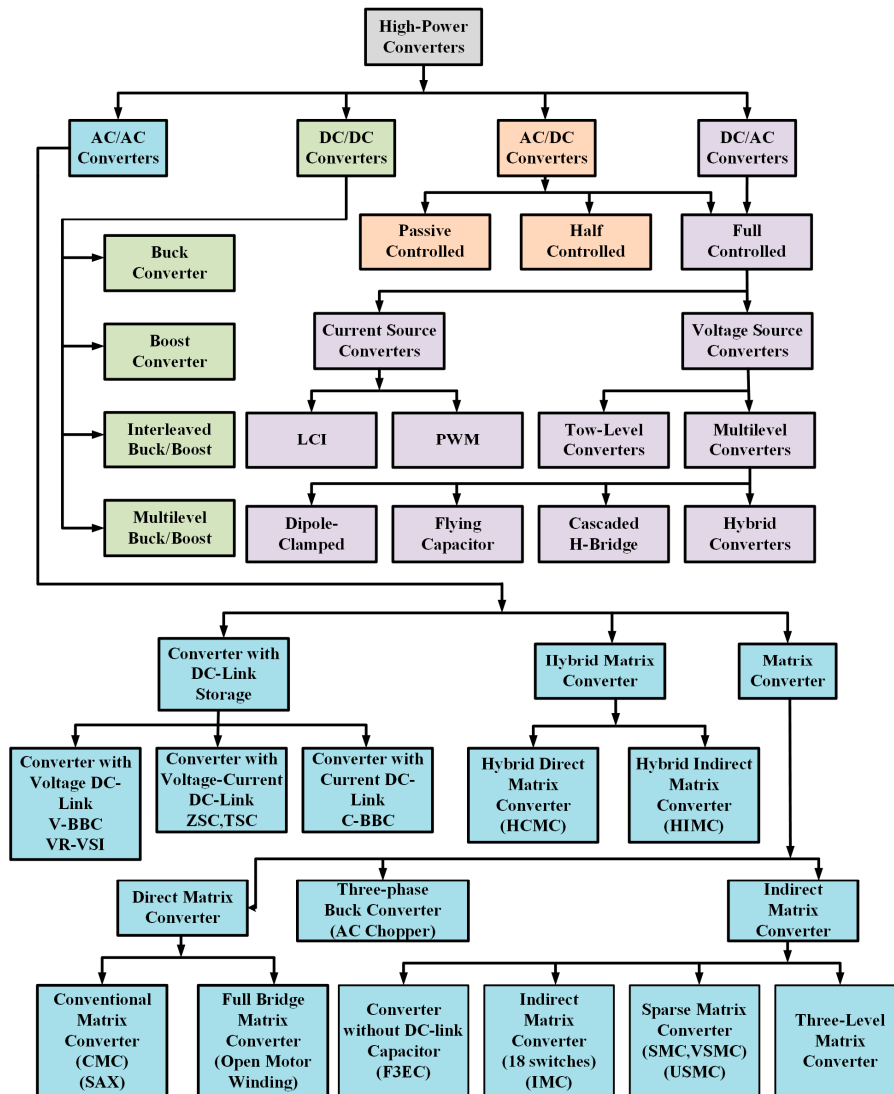 High-Power
Converters
AC/AC
Converters
DC/DC
Converters
AC/DC
Converters
DC/AC
Converters
Passive
Controlled
Half
Controlled
Full
Controlled
Buck
Converter
Current Source
Converters
Voltage Source
Converters
Boost
Converter
Interleaved
Buck/Boost
LCI
PWM
Tow-Level
Converters
Multilevel
Converters
Multilevel
Buck/Boost
Dipole-
Clamped
Flying
Capacitor
Cascaded
H-Bridge
Hybrid
Converters
Converter with
DC-Link
Storage
Hybrid Matrix
Converter
Matrix
Converter
Converter with
Voltage DC-
Link
V-BBC
VR-VSI
Converter with
Voltage-Current
DC-Link
ZSC,TSC
Converter with
Current DC-
Link
C-BBC
Hybrid Direct
Matrix
Converter
(HCMC)
Hybrid Indirect
Matrix
Converter
(HIMC)
Direct Matrix
Converter
Three-phase
Buck Converter
(AC Chopper)
Indirect
Matrix
Converter
Conventional
Matrix
Converter
(CMC)
(SAX)
Full Bridge
Matrix
Converter
(Open Motor
Winding)
Converter
without DC-link
Capacitor
(F3EC)
Indirect
Matrix
Converter
(18 switches)
(IMC)
Sparse Matrix
Converter
(SMC,VSMC)
(USMC)
Three-Level
Matrix
Converter